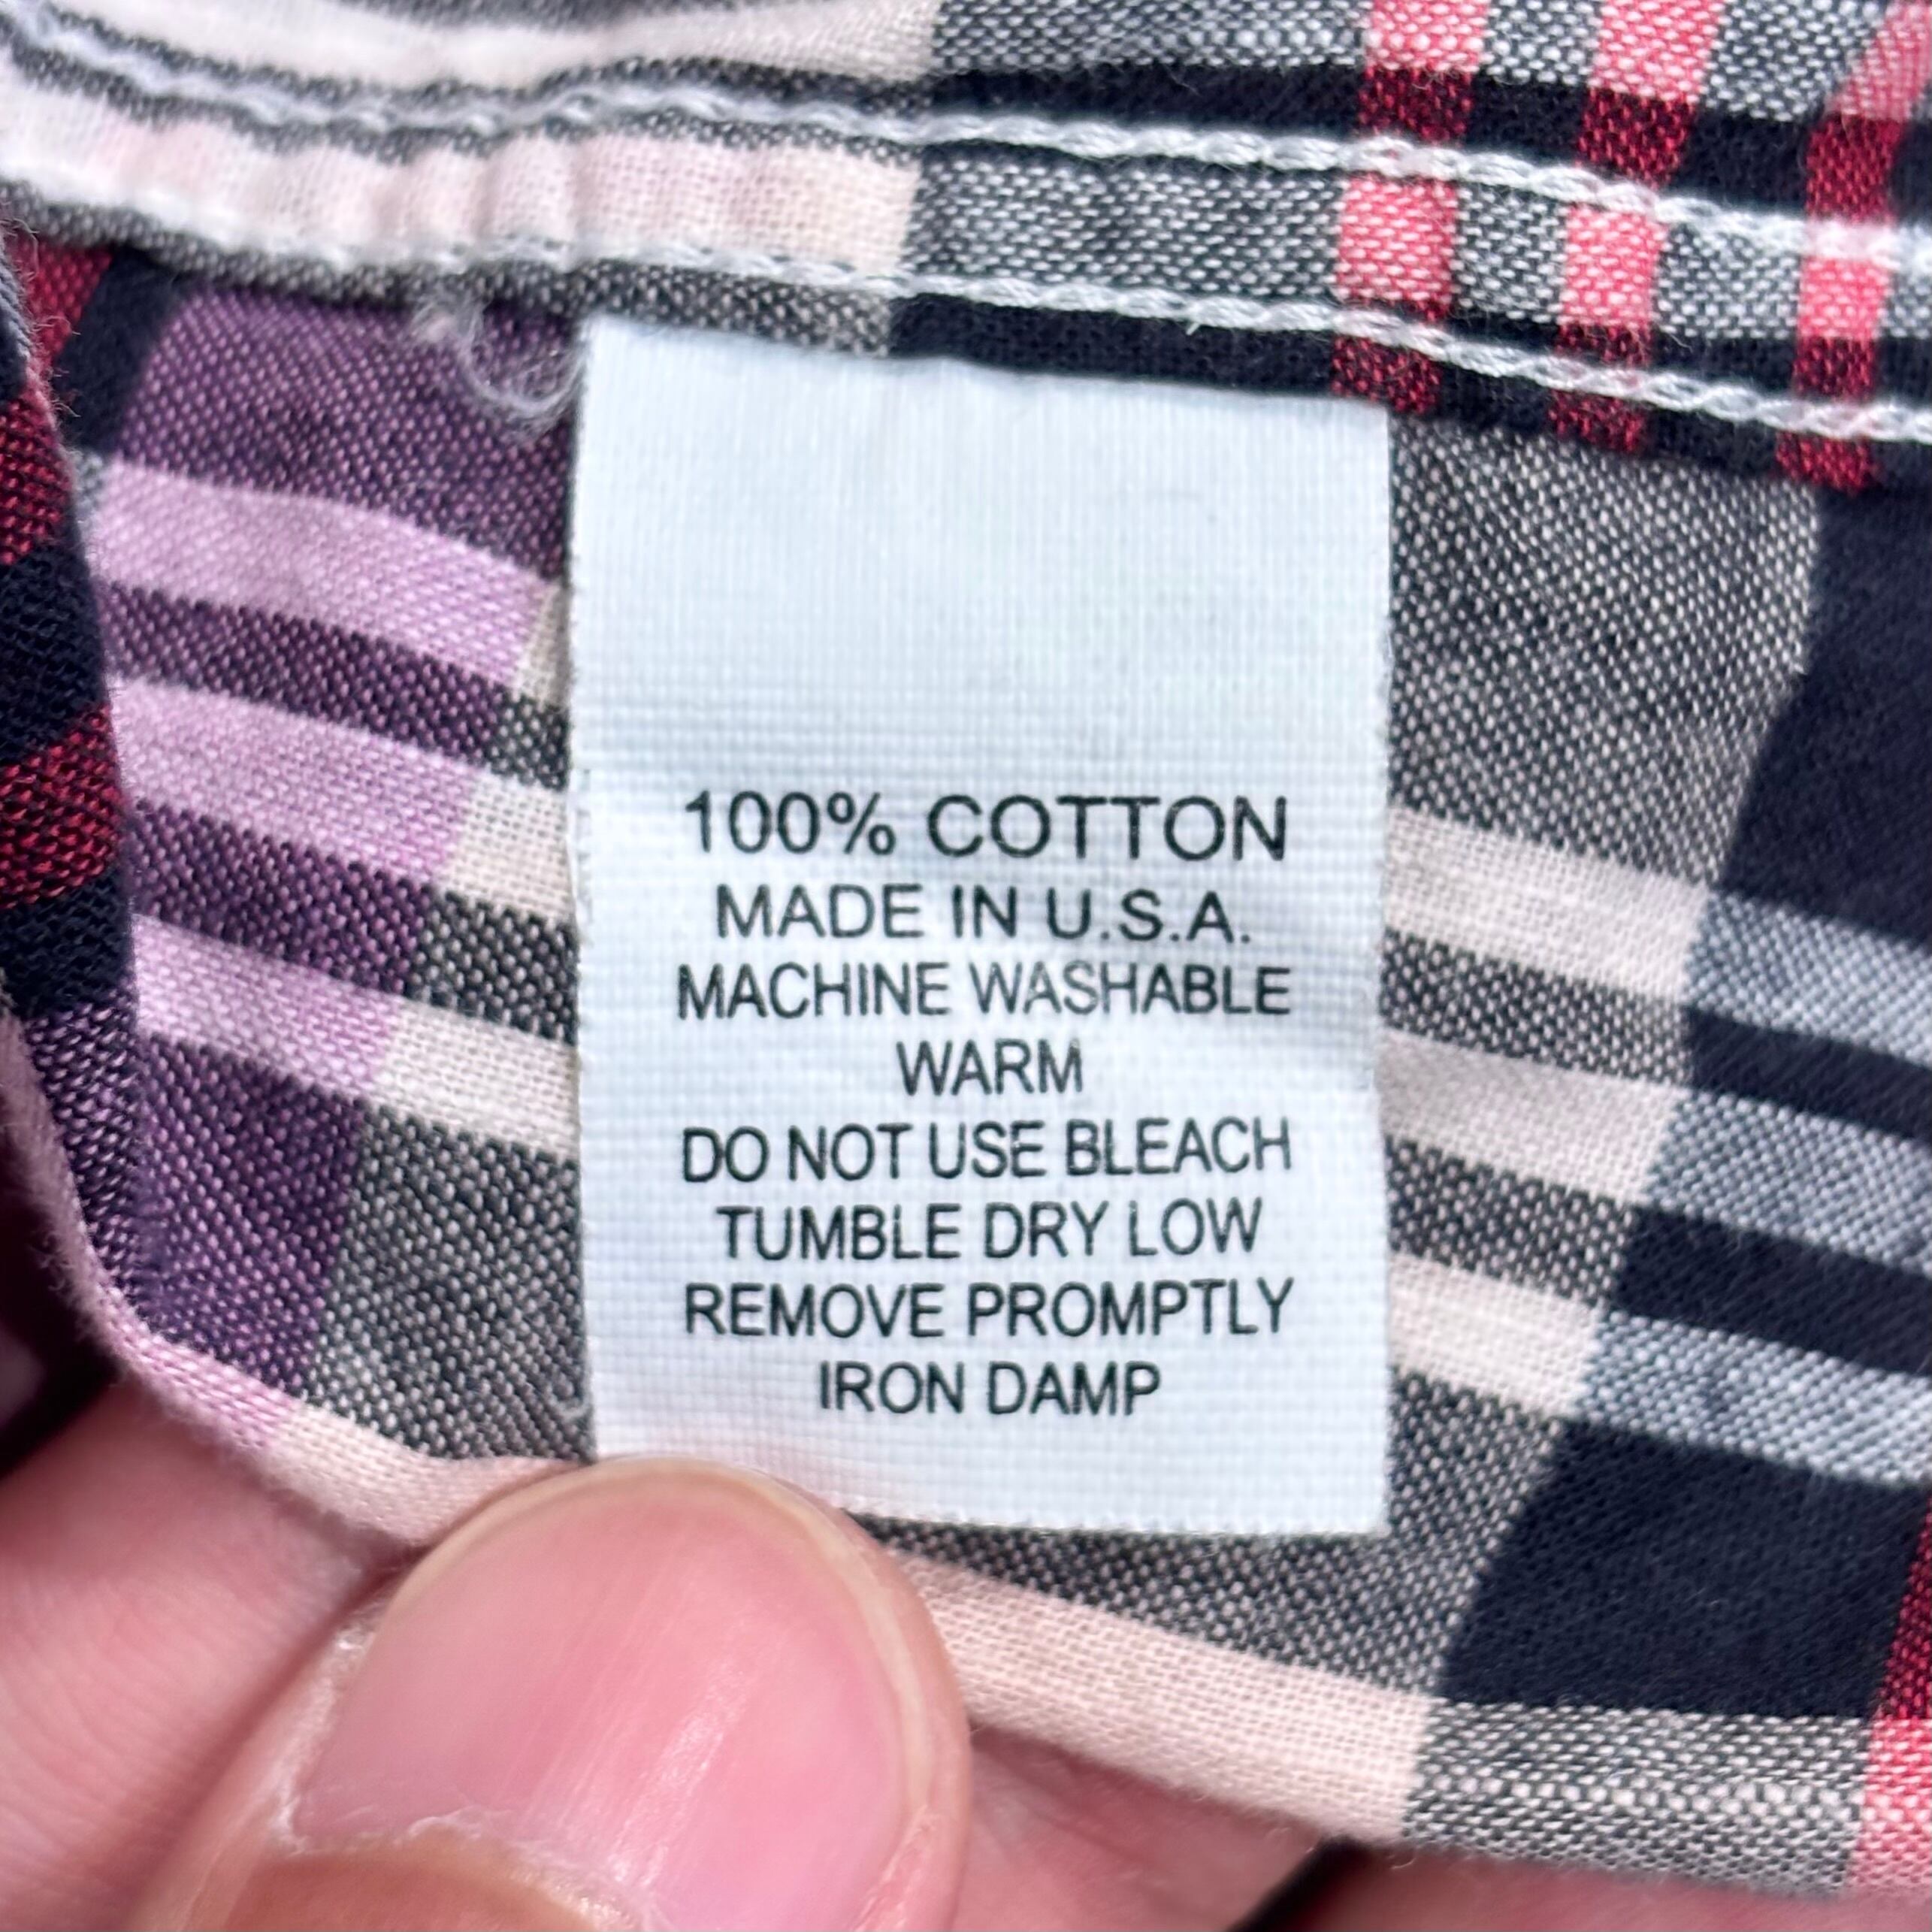 100% COTTON
MADE IN U.S.A.
MACHINE WASHABLE
WARM
DO NOT USE BLEACH
TUMBLE DRY LOW
REMOVE PROMPTLY
IRON DAMP